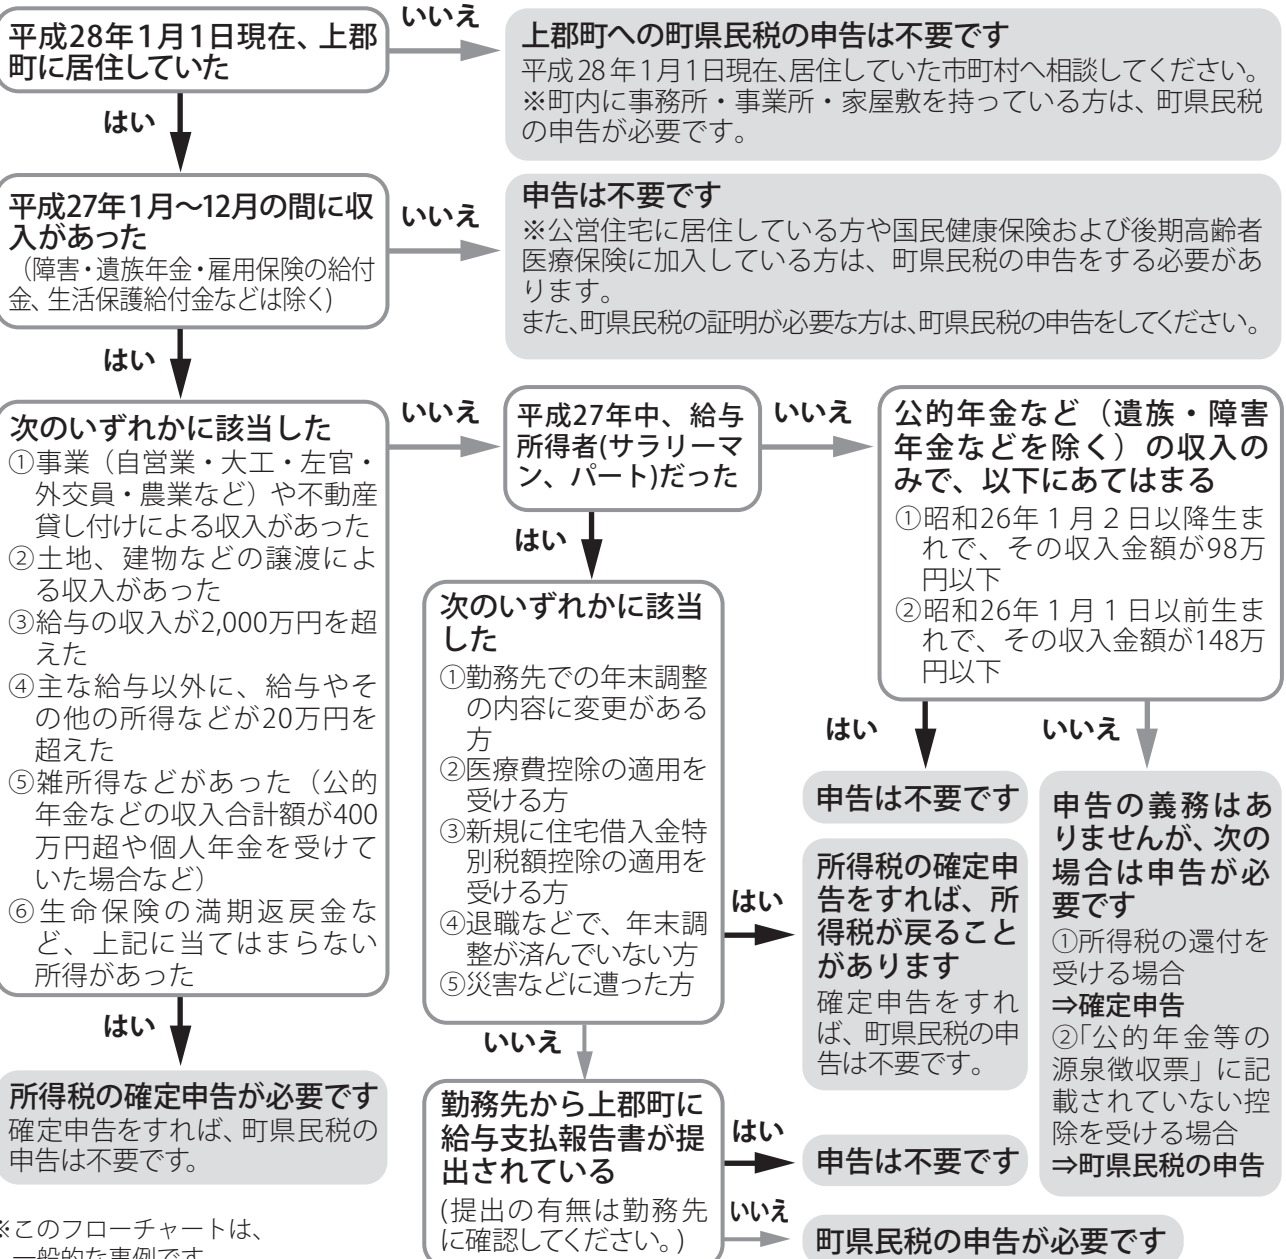 平成28年1月1日現在、上郡
町に居住していた
いいえ
上郡町への町県民税の申告は不要です
平成28年1月1日現在、居住していた市町村へ相談してください。
※町内に事務所・事業所・家屋敷を持っている方は、町県民税
の申告が必要です。
はい
平成27年1月～12月の間に収
入があった
（障害・遺族年金・雇用保険の給付
金、生活保護給付金などは除く)
いいえ
申告は不要です
※公営住宅に居住している方や国民健康保険および後期高齢者
医療保険に加入している方は、町県民税の申告をする必要があ
ります。
また、町県民税の証明が必要な方は、町県民税の申告をしてください。
はい
次のいずれかに該当した
①事業（自営業・大工・左官・
外交員・農業など）や不動産
貸し付けによる収入があった
②土地、建物などの譲渡によ
る収入があった
③給与の収入が2,000万円を超
えた
④主な給与以外に、給与やそ
の他の所得などが20万円を
超えた
⑤雑所得などがあった（公的
年金などの収入合計額が400
万円超や個人年金を受けて
いた場合など）
⑥生命保険の満期返戻金な
ど、上記に当てはまらない
所得があった
はい
所得税の確定申告が必要です
確定申告をすれば、町県民税の
申告は不要です。
いいえ
平成27年中、給与
所得者(サラリーマ
ン、パート)だった
はい
次のいずれかに該当
した
①勤務先での年末調整
の内容に変更がある
方
②医療費控除の適用を
受ける方
③新規に住宅借入金特
別税額控除の適用を
受ける方
④退職などで、年末調
整が済んでいない方
⑤災害などに遭った方
はい
所得税の確定申
告をすれば、所
得税が戻ること
があります
確定申告をすれ
ば、町県民税の申
告は不要です。
いいえ
勤務先から上郡町に
給与支払報告書が提
出されている
(提出の有無は勤務先
に確認してください。)
はい
申告は不要です
いいえ
町県民税の申告が必要です
いいえ
公的年金など（遺族・障害
年金などを除く）の収入の
みで、以下にあてはまる
①昭和26年１月２日以降生ま
れで、その収入金額が98万
円以下
②昭和26年１月１日以前生ま
れで、その収入金額が148万
円以下
はい
申告は不要です
いいえ
申告の義務はあ
りませんが、次の
場合は申告が必
要です
①所得税の還付を
受ける場合
⇒確定申告
②「公的年金等の
源泉徴収票」に記
載されていない控
除を受ける場合
⇒町県民税の申告
※このフローチャートは、
一般的な事例です